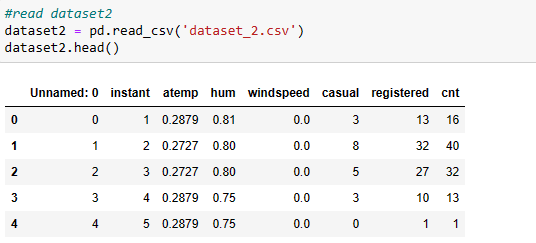 #read dataset2
dataset2 = pd.read_csv('dataset_2.csv')
dataset2.head()
Unnamed: 0 instant atemp hum windspeed casual registered cnt
0 0 1 0.2879 0.81 0.0 3 13 16
1 1 2 0.2727 0.80 0.0 8 32 40
2 2 3 0.2727 0.80 0.0 5 27 32
3 3 4 0.2879 0.75 0.0 3 10 13
4 4 5 0.2879 0.75 0.0 0 1 1